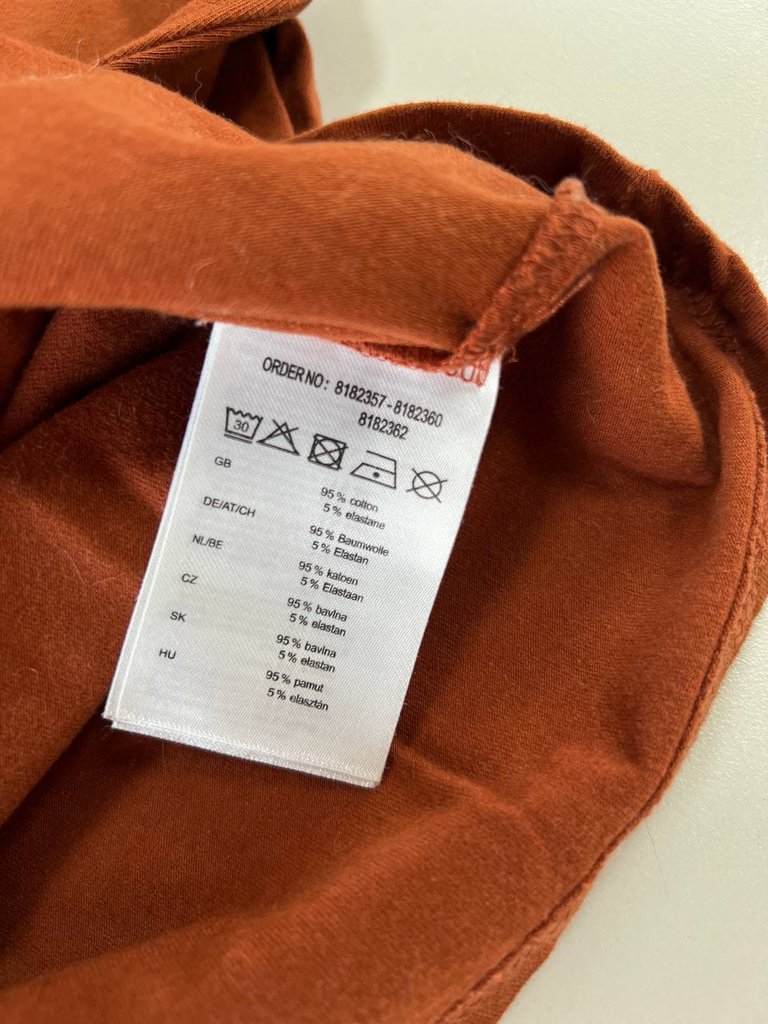 ORDER NO: 8182357 - 8182360
8182362
30
GB
95 % cotton
5 % elastane
DE/AT/CH
95 % Baumwolle
5 % Elastan
NL/BE
95 % katoen
5 % Elastaan
CZ
95 % bavlna
5 % elastan
SK
95 % bavlna
5 % elastan
HU
95 % pamut
5 % elasztán